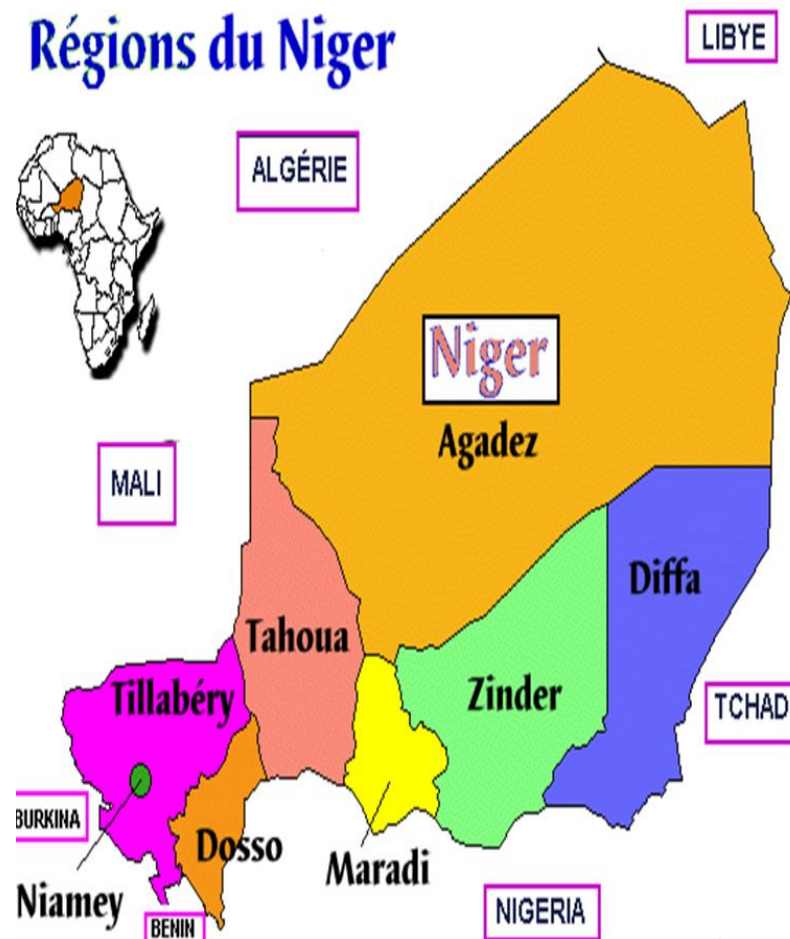 Régions du Niger
LIBYE
ALGÉRIE
Niger
Agadez
MALI
Diffa
Tahoua
Zinder
Tillabéry
TCHAD
BURKINA
Dosso
Maradi
Niamey
NIGERIA
BENIN